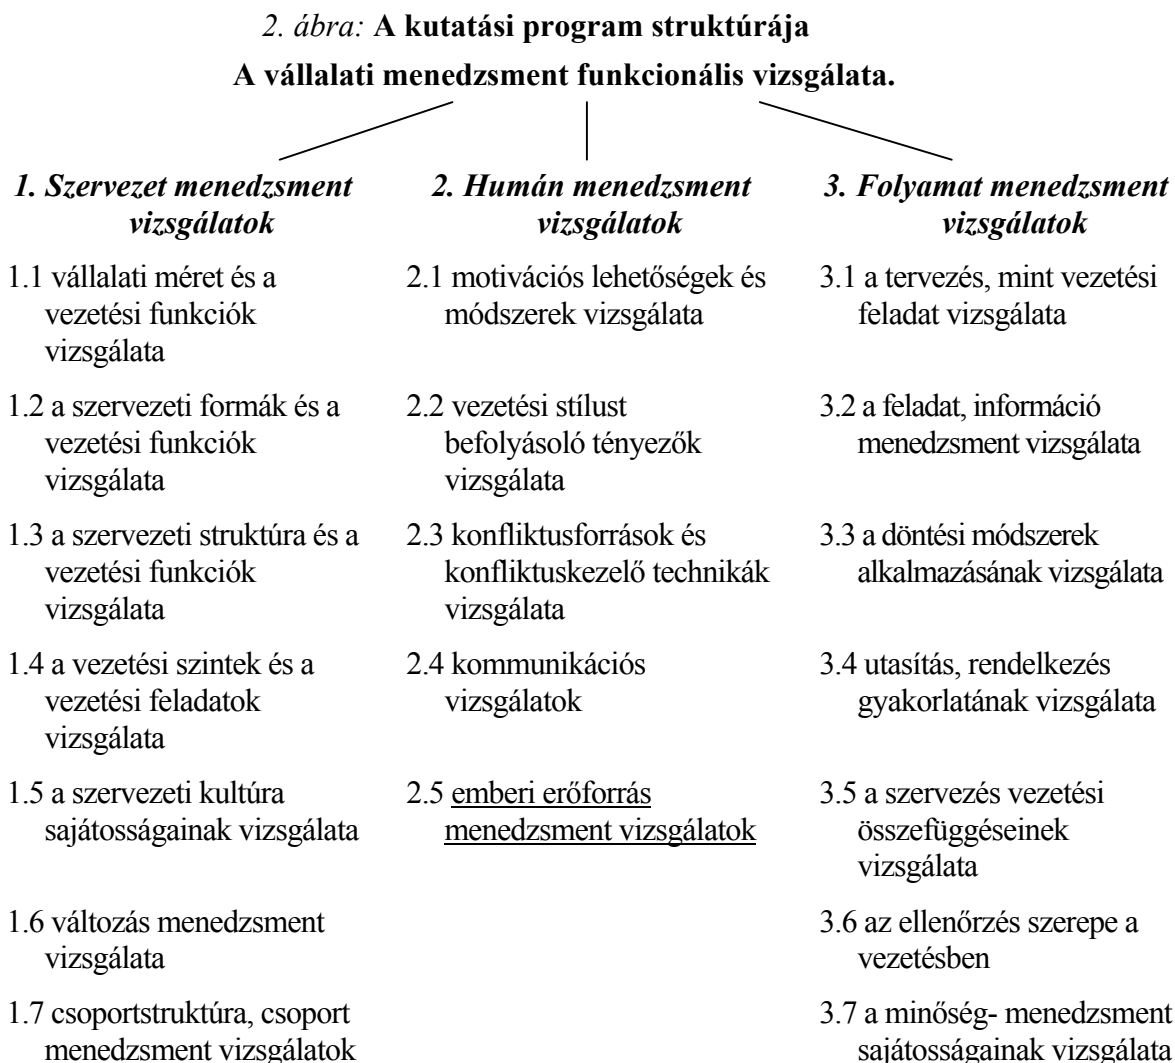 2. ábra: A kutatási program struktúrája
A vállalati menedzsment funkcionális vizsgálata.
1. Szervezet menedzsment
vizsgálatok
1.1 vállalati méret és a
vezetési funkciók
vizsgálata
1.2 a szervezeti formák és a
vezetési funkciók
vizsgálata
1.3 a szervezeti struktúra és a
vezetési funkciók
vizsgálata
1.4 a vezetési szintek és a
vezetési feladatok
vizsgálata
1.5 a szervezeti kultúra
sajátosságainak vizsgálata
1.6 változás menedzsment
vizsgálata
1.7 csoportstruktúra, csoport
menedzsment vizsgálatok
2. Humán menedzsment
vizsgálatok
2.1 motivációs lehetőségek és
módszerek vizsgálata
2.2 vezetési stílust
befolyásoló tényezők
vizsgálata
2.3 konfliktusforrások és
konfliktuskezelő technikák
vizsgálata
2.4 kommunikációs
vizsgálatok
2.5 emberi erőforrás
menedzsment vizsgálatok
3. Folyamat menedzsment
vizsgálatok
3.1 a tervezés, mint vezetési
feladat vizsgálata
3.2 a feladat, információ
menedzsment vizsgálata
3.3 a döntési módszerek
alkalmazásának vizsgálata
3.4 utasítás, rendelkezés
gyakorlatának vizsgálata
3.5 a szervezés vezetési
összefüggéseinek
vizsgálata
3.6 az ellenőrzés szerepe a
vezetésben
3.7 a minőség- menedzsment
sajátosságainak vizsgálata